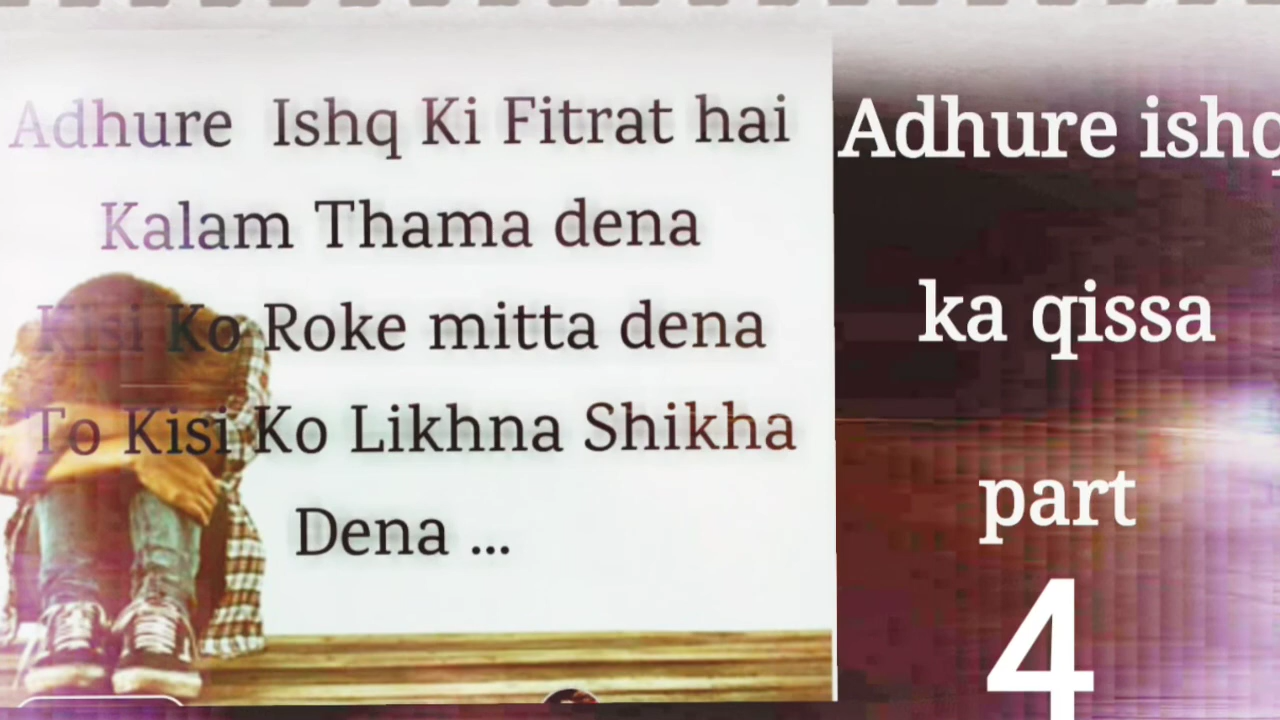 Adhure Ishq Ki Fitrat hai
Kalam Thama dena
Kisi Ko Roke mitta dena
To Kisi Ko Likhna Shikha
Dena ...
Adhure ishq
ka qissa
part
4